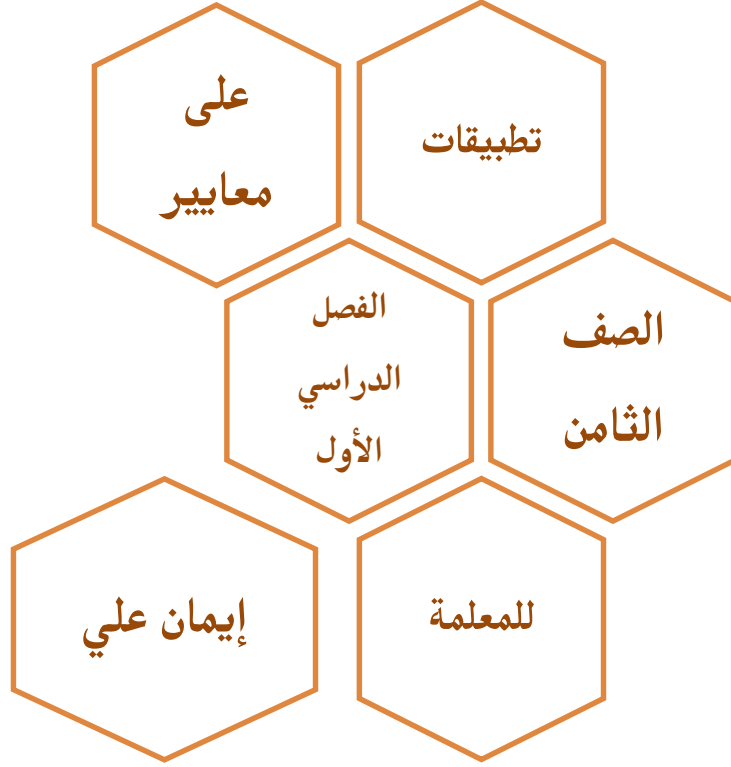 تطبيقات
على
معايير
الصف
الثامن
الفصل
الدراسي
الأول
للمعلمة
إيمان علي